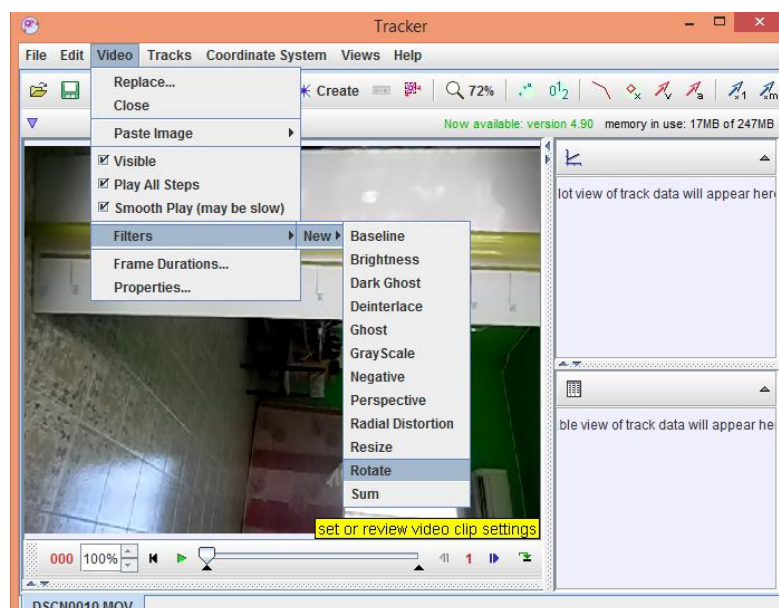 Tracker
File Edit Video Tracks Coordinate System Views Help
Create 72%
Now available: version 4.90 memory in use: 17MB of 247MB
Replace...
Close
Paste Image
Visible
Play All Steps
Smooth Play (may be slow)
Filters
Frame Durations...
Properties...
New
Baseline
Brightness
Dark Ghost
Deinterlace
Ghost
GrayScale
Negative
Perspective
Radial Distortion
Resize
Rotate
Sum
lot view of track data will appear her
ble view of track data will appear he
set or review video clip settings
000 100% 1
DSCN0010.MOV